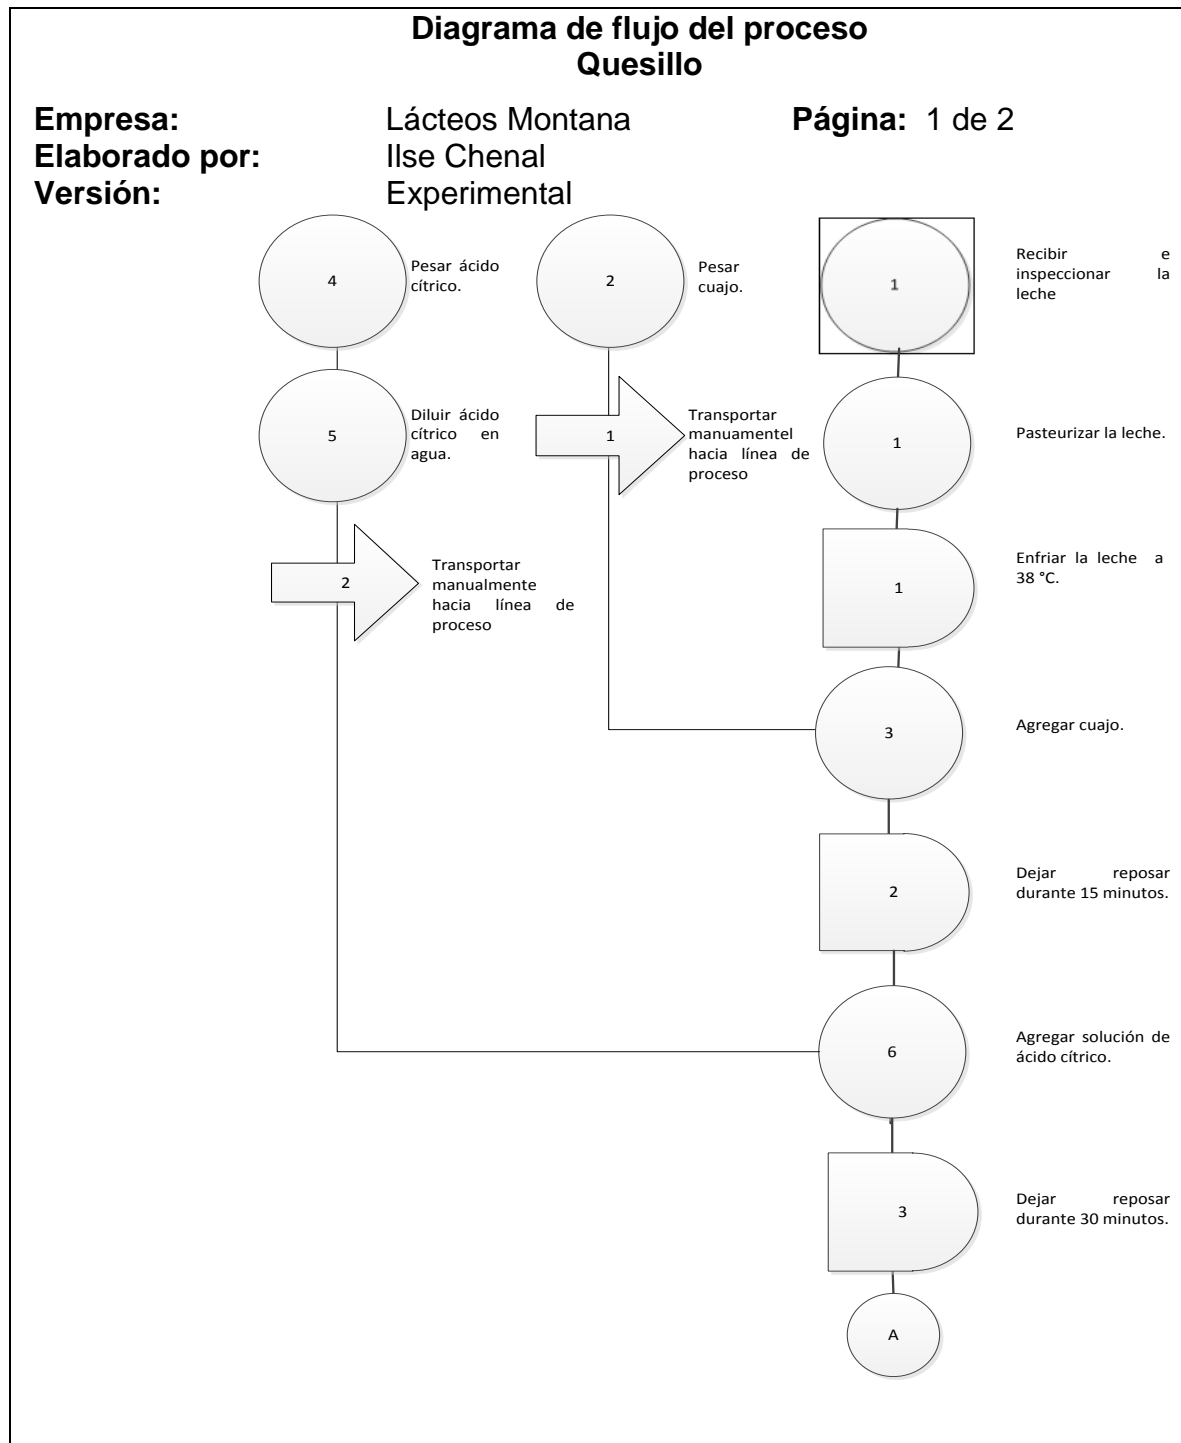 Diagrama de flujo del proceso
Quesillo
Empresa: Lácteos Montana Página: 1 de 2
Elaborado por: Ilse Chenal
Versión: Experimental
4
Pesar ácido
cítrico.
2
Pesar
cuajo.
1
Recibir e
inspeccionar la
leche
5
Diluir ácido
cítrico en
agua.
1
Transportar
manuamentel
hacia línea de
proceso
1
Pasteurizar la leche.
2
Transportar
manualmente
hacia línea de
proceso
1
Enfriar la leche a
38 °C.
3
Agregar cuajo.
2
Dejar reposar
durante 15 minutos.
6
Agregar solución de
ácido cítrico.
3
Dejar reposar
durante 30 minutos.
A